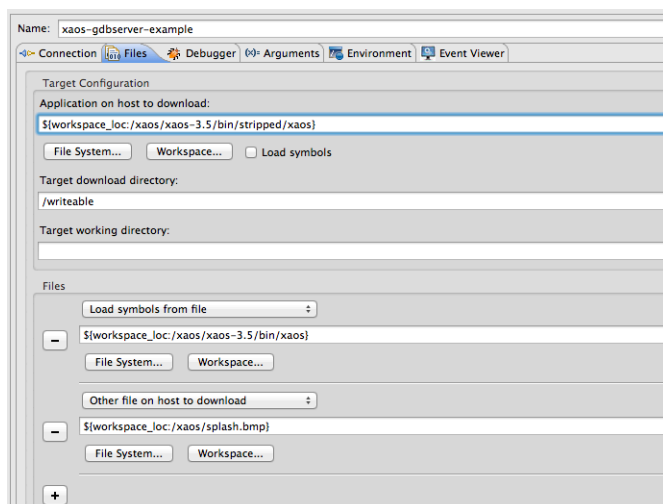 Name: xaos-gdbserver-example
Connection Files Debugger (x)= Arguments Environment Event Viewer
Target Configuration
Application on host to download:
${workspace_loc:/xaos/xaos-3.5/bin/stripped/xaos}
File System... Workspace... Load symbols
Target download directory:
/writeable
Target working directory:
Files
Load symbols from file
${workspace_loc:/xaos/xaos-3.5/bin/xaos}
File System... Workspace...
Other file on host to download
${workspace_loc:/xaos/splash.bmp}
File System... Workspace...